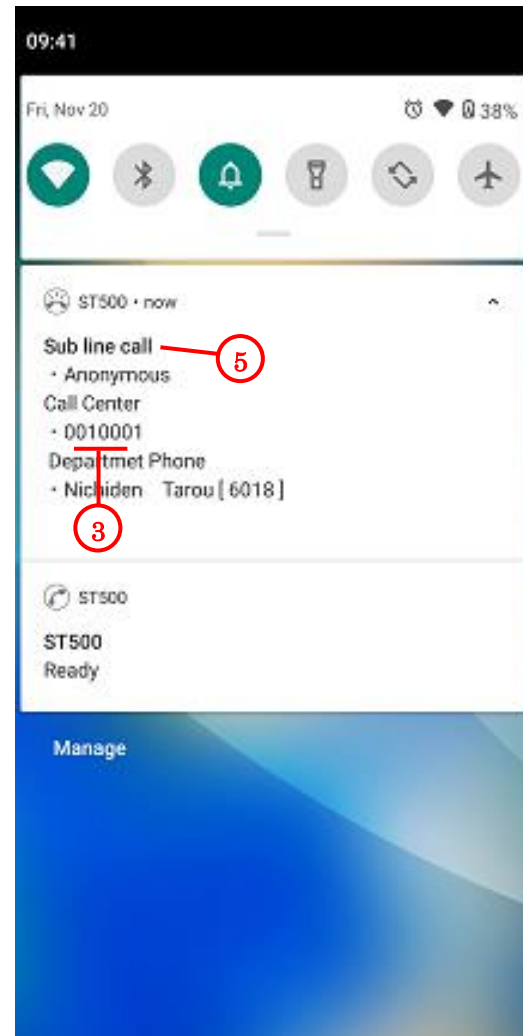 09:41
Fri, Nov 20 38%
ST500 • now
Sub line call
5
・Anonymous
Call Center
・0010001
Departmet Phone
・Nichiden Tarou [ 6018 ]
3
ST500
ST500
Ready
Manage